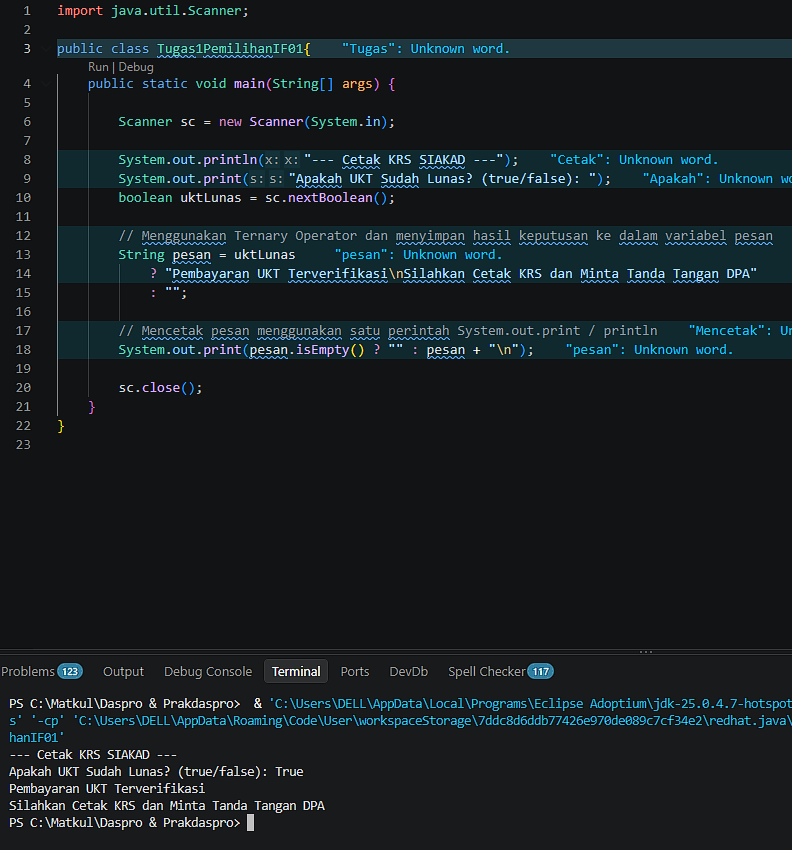 1 import java.util.Scanner;
2
3 public class Tugas1PemilihanIF01{ "Tugas": Unknown word.
Run | Debug
4 public static void main(String[] args) {
5
6 Scanner sc = new Scanner(System.in);
7
8 System.out.println(x: x: "--- Cetak KRS SIAKAD ---"); "Cetak": Unknown word.
9 System.out.print(s: s: "Apakah UKT Sudah Lunas? (true/false): "); "Apakah": Unknown wo
10 boolean uktLunas = sc.nextBoolean();
11
12 // Menggunakan Ternary Operator dan menyimpan hasil keputusan ke dalam variabel pesan
13 String pesan = uktLunas "pesan": Unknown word.
14 ? "Pembayaran UKT Terverifikasi\nSilahkan Cetak KRS dan Minta Tanda Tangan DPA"
15 : "";
16
17 // Mencetak pesan menggunakan satu perintah System.out.print / println "Mencetak": Un
18 System.out.print(pesan.isEmpty() ? "" : pesan + "\n"); "pesan": Unknown word.
19
20 sc.close();
21 }
22 }
23
Problems 123 Output Debug Console Terminal Ports DevDb Spell Checker 117
PS C:\Matkul\Daspro & Prakdaspro> & 'C:\Users\DELL\AppData\Local\Programs\Eclipse Adoptium\jdk-25.0.4.7-hotspot
s' '-cp' 'C:\Users\DELL\AppData\Roaming\Code\User\workspaceStorage\7ddc8d6ddb77426e970de089c7cf34e2\redhat.java\
hanIF01'
--- Cetak KRS SIAKAD ---
Apakah UKT Sudah Lunas? (true/false): True
Pembayaran UKT Terverifikasi
Silahkan Cetak KRS dan Minta Tanda Tangan DPA
PS C:\Matkul\Daspro & Prakdaspro>